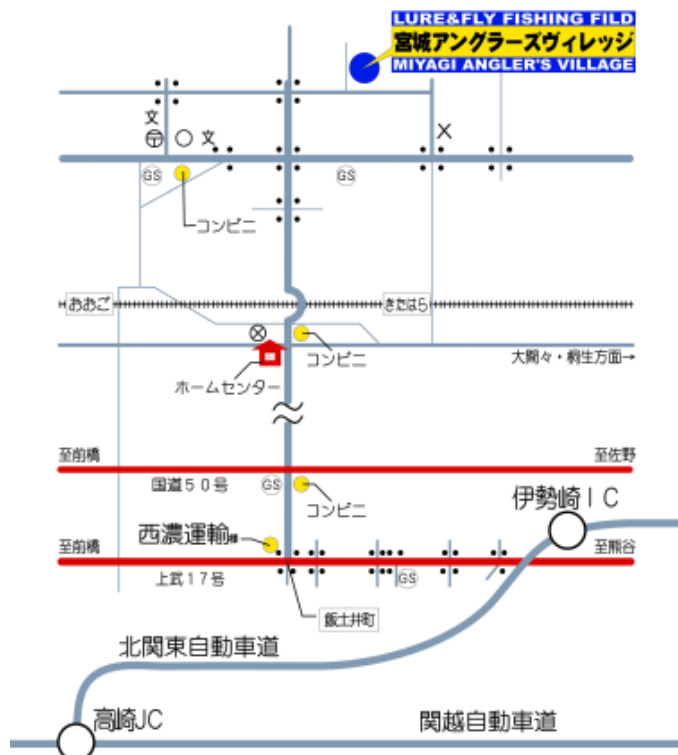 LURE&FLY FISHING FILD
宮城アングラーズヴィレッジ
MIYAGI ANGLER'S VILLAGE
文
文
GS
GS
コンビニ
おおご
きたはら
コンビニ
大間々・桐生方面→
ホームセンター
至前橋
至佐野
国道50号
GS
コンビニ
伊勢崎IC
西濃運輸様
至前橋
至熊谷
上武17号
GS
飯土井町
北関東自動車道
高崎JC
関越自動車道